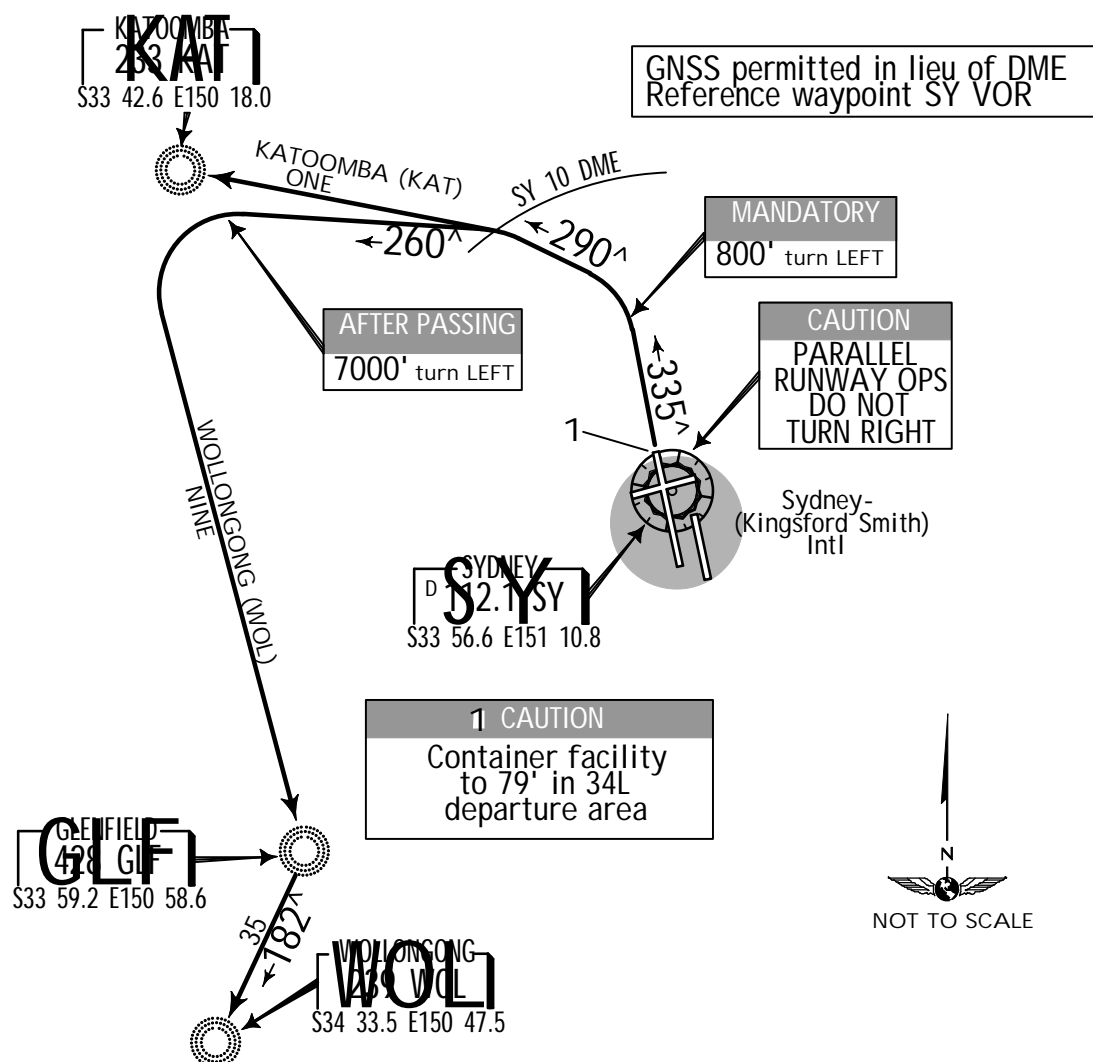 KATOOMBA
233 KAT
KAT
S33 42.6 E150 18.0
GNSS permitted in lieu of DME
Reference waypoint SY VOR
KATOOMBA (KAT)
ONE
SY 10 DME
260^
290^
MANDATORY
800' turn LEFT
AFTER PASSING
7000' turn LEFT
335^
CAUTION
PARALLEL
RUNWAY OPS
DO NOT
TURN RIGHT
1
WOLLONGONG (WOL)
NINE
Sydney-
(Kingsford Smith)
Intl
SYDNEY
D 112.1 SY
SY
S33 56.6 E151 10.8
1 CAUTION
Container facility
to 79' in 34L
departure area
GLENFIELD
428 GLF
GLF
S33 59.2 E150 58.6
35
182^
WOLLONGONG
239 WOL
WOL
S34 33.5 E150 47.5
N
NOT TO SCALE